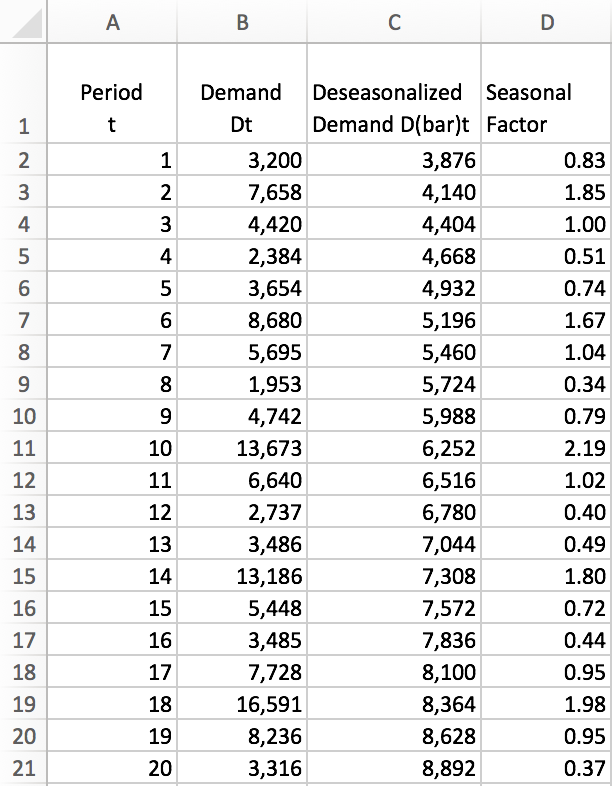 A B C D
1 Period t Demand Dt Deseasonalized Demand D(bar)t Seasonal Factor
2 1 3,200 3,876 0.83
3 2 7,658 4,140 1.85
4 3 4,420 4,404 1.00
5 4 2,384 4,668 0.51
6 5 3,654 4,932 0.74
7 6 8,680 5,196 1.67
8 7 5,695 5,460 1.04
9 8 1,953 5,724 0.34
10 9 4,742 5,988 0.79
11 10 13,673 6,252 2.19
12 11 6,640 6,516 1.02
13 12 2,737 6,780 0.40
14 13 3,486 7,044 0.49
15 14 13,186 7,308 1.80
16 15 5,448 7,572 0.72
17 16 3,485 7,836 0.44
18 17 7,728 8,100 0.95
19 18 16,591 8,364 1.98
20 19 8,236 8,628 0.95
21 20 3,316 8,892 0.37